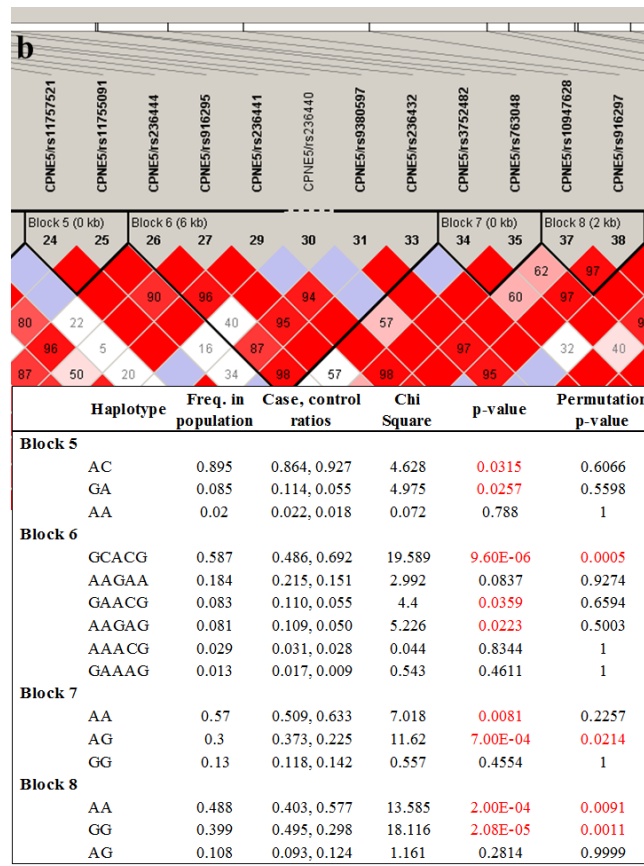 b
CPNE5/rs11757521
CPNE5/rs11755091
CPNE5/rs236444
CPNE5/rs916295
CPNE5/rs236441
CPNE5/rs236440
CPNE5/rs9380597
CPNE5/rs236432
CPNE5/rs3752482
CPNE5/rs763048
CPNE5/rs10947628
CPNE5/rs916297
Block 5 (0 kb) Block 6 (6 kb) Block 7 (0 kb) Block 8 (2 kb)
24 25 26 27 29 30 31 33 34 35 37 38
62 97
90 96 94 60 97
80 22 40 95 57
96 5 16 87 97 32 40
87 50 20 34 98 57 98 95
Haplotype Freq. in population Case, control ratios Chi Square p-value Permutation p-value
Block 5
AC 0.895 0.864, 0.927 4.628 0.0315 0.6066
GA 0.085 0.114, 0.055 4.975 0.0257 0.5598
AA 0.02 0.022, 0.018 0.072 0.788 1
Block 6
GCACG 0.587 0.486, 0.692 19.589 9.60E-06 0.0005
AAGAA 0.184 0.215, 0.151 2.992 0.0837 0.9274
GAACG 0.083 0.110, 0.055 4.4 0.0359 0.6594
AAGAG 0.081 0.109, 0.050 5.226 0.0223 0.5003
AAACG 0.029 0.031, 0.028 0.044 0.8344 1
GAAAG 0.013 0.017, 0.009 0.543 0.4611 1
Block 7
AA 0.57 0.509, 0.633 7.018 0.0081 0.2257
AG 0.3 0.373, 0.225 11.62 7.00E-04 0.0214
GG 0.13 0.118, 0.142 0.557 0.4554 1
Block 8
AA 0.488 0.403, 0.577 13.585 2.00E-04 0.0091
GG 0.399 0.495, 0.298 18.116 2.08E-05 0.0011
AG 0.108 0.093, 0.124 1.161 0.2814 0.9999